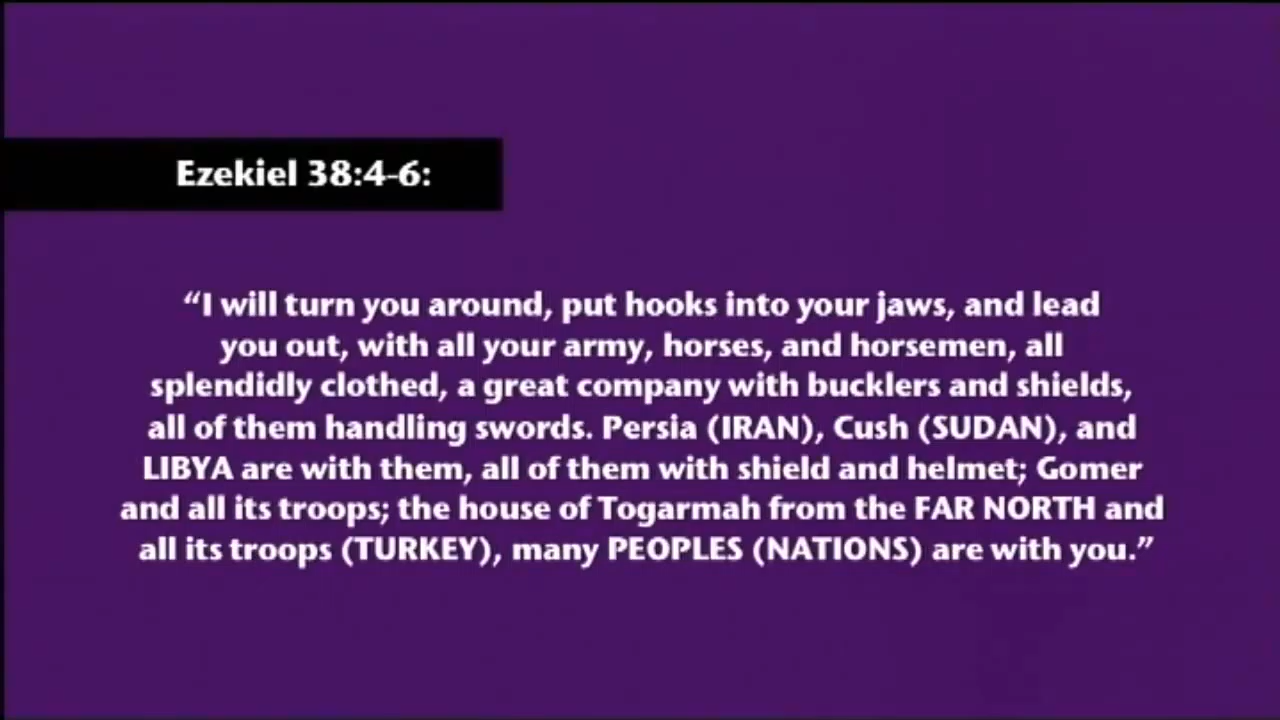 Ezekiel 38:4-6:
“I will turn you around, put hooks into your jaws, and lead
you out, with all your army, horses, and horsemen, all
splendidly clothed, a great company with bucklers and shields,
all of them handling swords. Persia (IRAN), Cush (SUDAN), and
LIBYA are with them, all of them with shield and helmet; Gomer
and all its troops; the house of Togarmah from the FAR NORTH and
all its troops (TURKEY), many PEOPLES (NATIONS) are with you.”